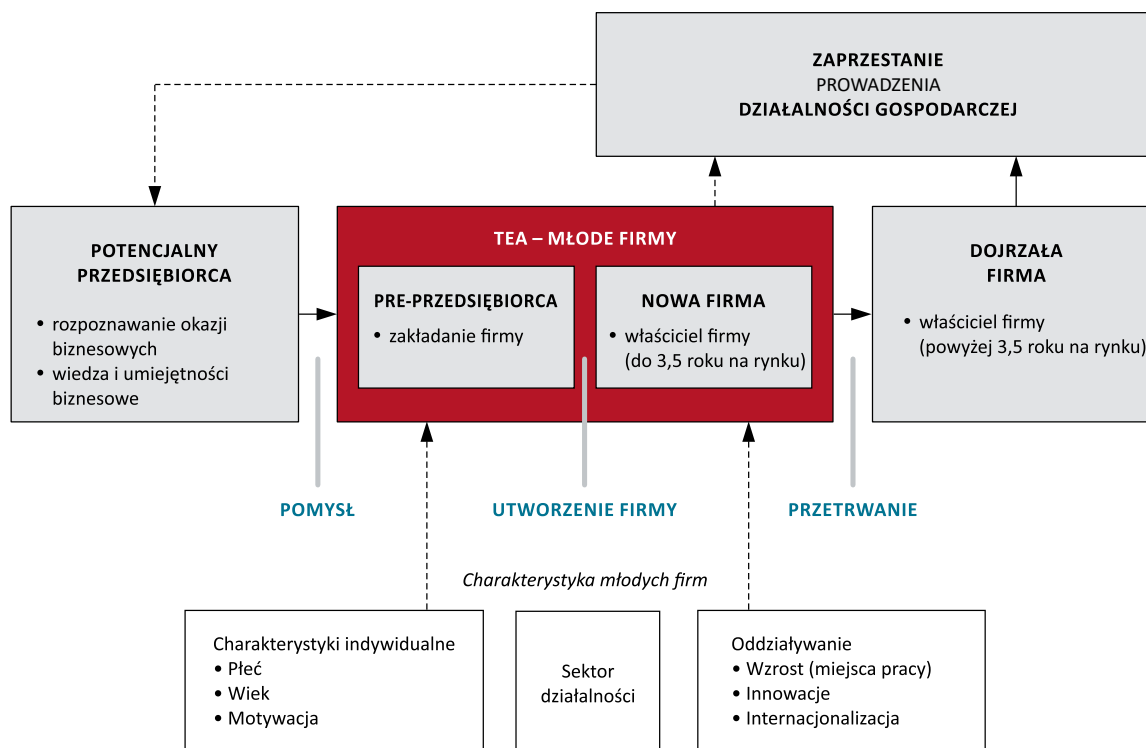 ZAPRZESTANIE
PROWADZENIA
DZIAŁALNOŚCI GOSPODARCZEJ
POTENCJALNY
PRZEDSIĘBIORCA
• rozpoznawanie okazji
biznesowych
• wiedza i umiejętności
biznesowe
TEA – MŁODE FIRMY
PRE-PRZEDSIĘBIORCA
• zakładanie firmy
NOWA FIRMA
• właściciel firmy
(do 3,5 roku na rynku)
DOJRZAŁA
FIRMA
• właściciel firmy
(powyżej 3,5 roku na rynku)
POMYSŁ
UTWORZENIE FIRMY
PRZETRWANIE
Charakterystyka młodych firm
Charakterystyki indywidualne
• Płeć
• Wiek
• Motywacja
Sektor
działalności
Oddziaływanie
• Wzrost (miejsca pracy)
• Innowacje
• Internacjonalizacja